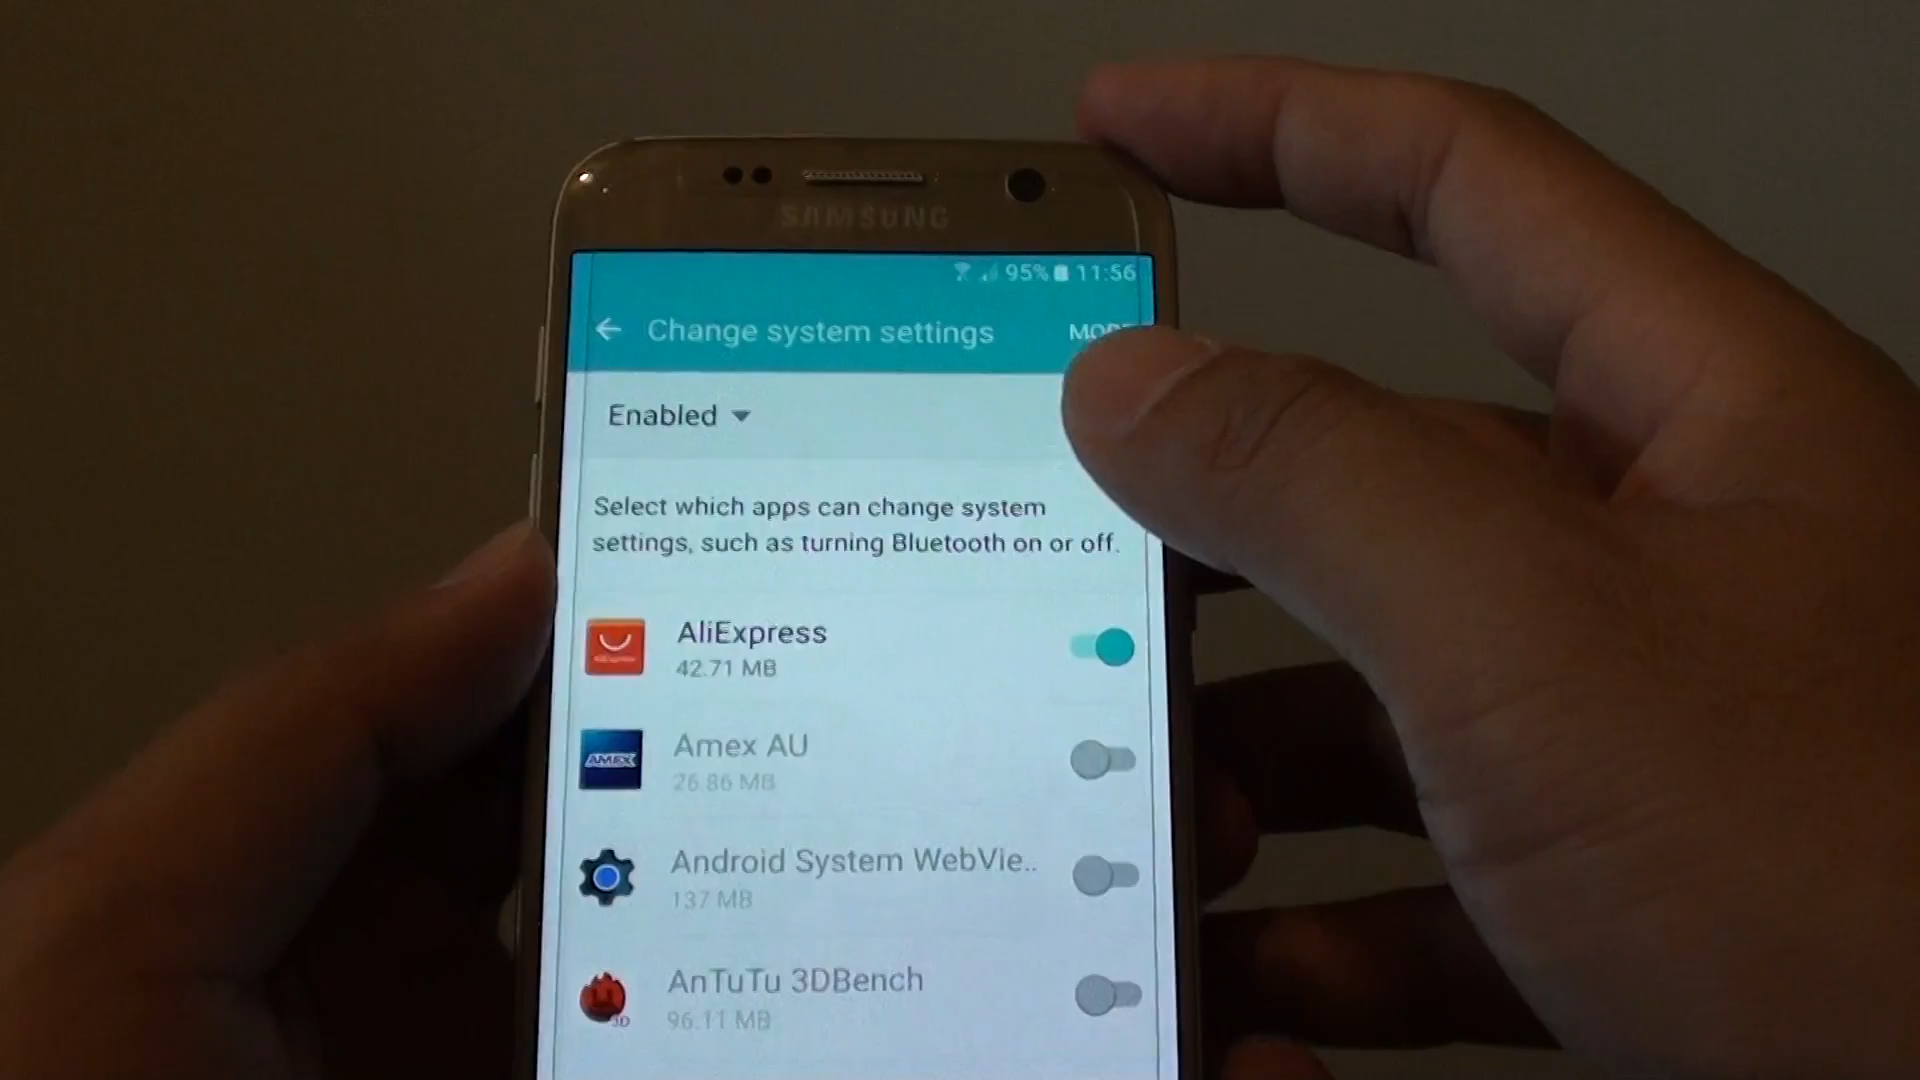 SAMSUNG
95% 11:56
Change system settings
Enabled
Select which apps can change system
settings, such as turning Bluetooth on or off.
AliExpress
42.71 MB
AMEX
Amex AU
26.86 MB
Android System WebVie..
137 MB
AnTuTu 3DBench
96.11 MB
3D